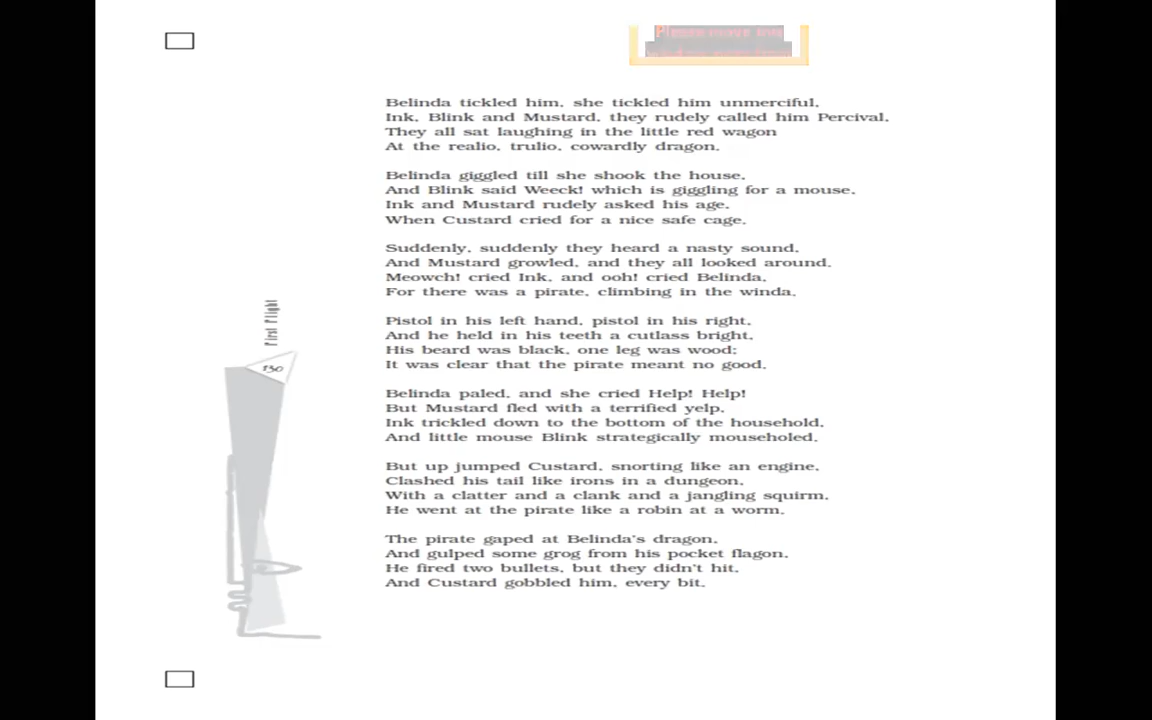 Please move
Belinda tickled him, she tickled him unmerciful,
Ink, Blink and Mustard, they rudely called him Percival,
They all sat laughing in the little red wagon
At the realio, trulio, cowardly dragon.
Belinda giggled till she shook the house,
And Blink said Weeck! which is giggling for a mouse,
Ink and Mustard rudely asked his age,
When Custard cried for a nice safe cage.
Suddenly, suddenly they heard a nasty sound,
And Mustard growled, and they all looked around.
Meowch! cried Ink, and ooh! cried Belinda,
For there was a pirate, climbing in the winda.
Pistol in his left hand, pistol in his right,
And he held in his teeth a cutlass bright,
His beard was black, one leg was wood;
It was clear that the pirate meant no good.
First Flight
130
Belinda paled, and she cried Help! Help!
But Mustard fled with a terrified yelp,
Ink trickled down to the bottom of the household,
And little mouse Blink strategically mouseholed.
But up jumped Custard, snorting like an engine,
Clashed his tail like irons in a dungeon,
With a clatter and a clank and a jangling squirm,
He went at the pirate like a robin at a worm.
The pirate gaped at Belinda's dragon,
And gulped some grog from his pocket flagon,
He fired two bullets, but they didn't hit,
And Custard gobbled him, every bit.